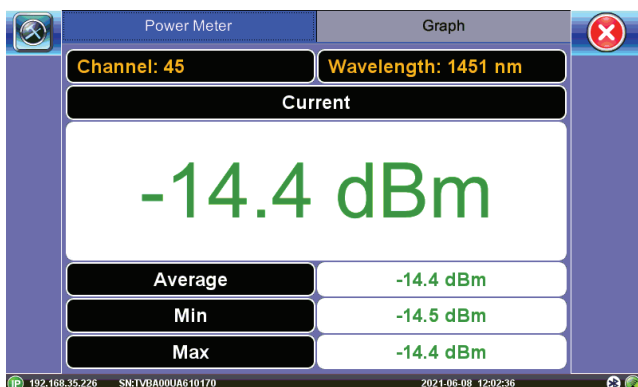 Power Meter Graph
Channel: 45 Wavelength: 1451 nm
Current
-14.4 dBm
Average -14.4 dBm
Min -14.5 dBm
Max -14.4 dBm
IP 192.168.35.226 SN:TVBA00UA610170 2021-06-08 12:02:36